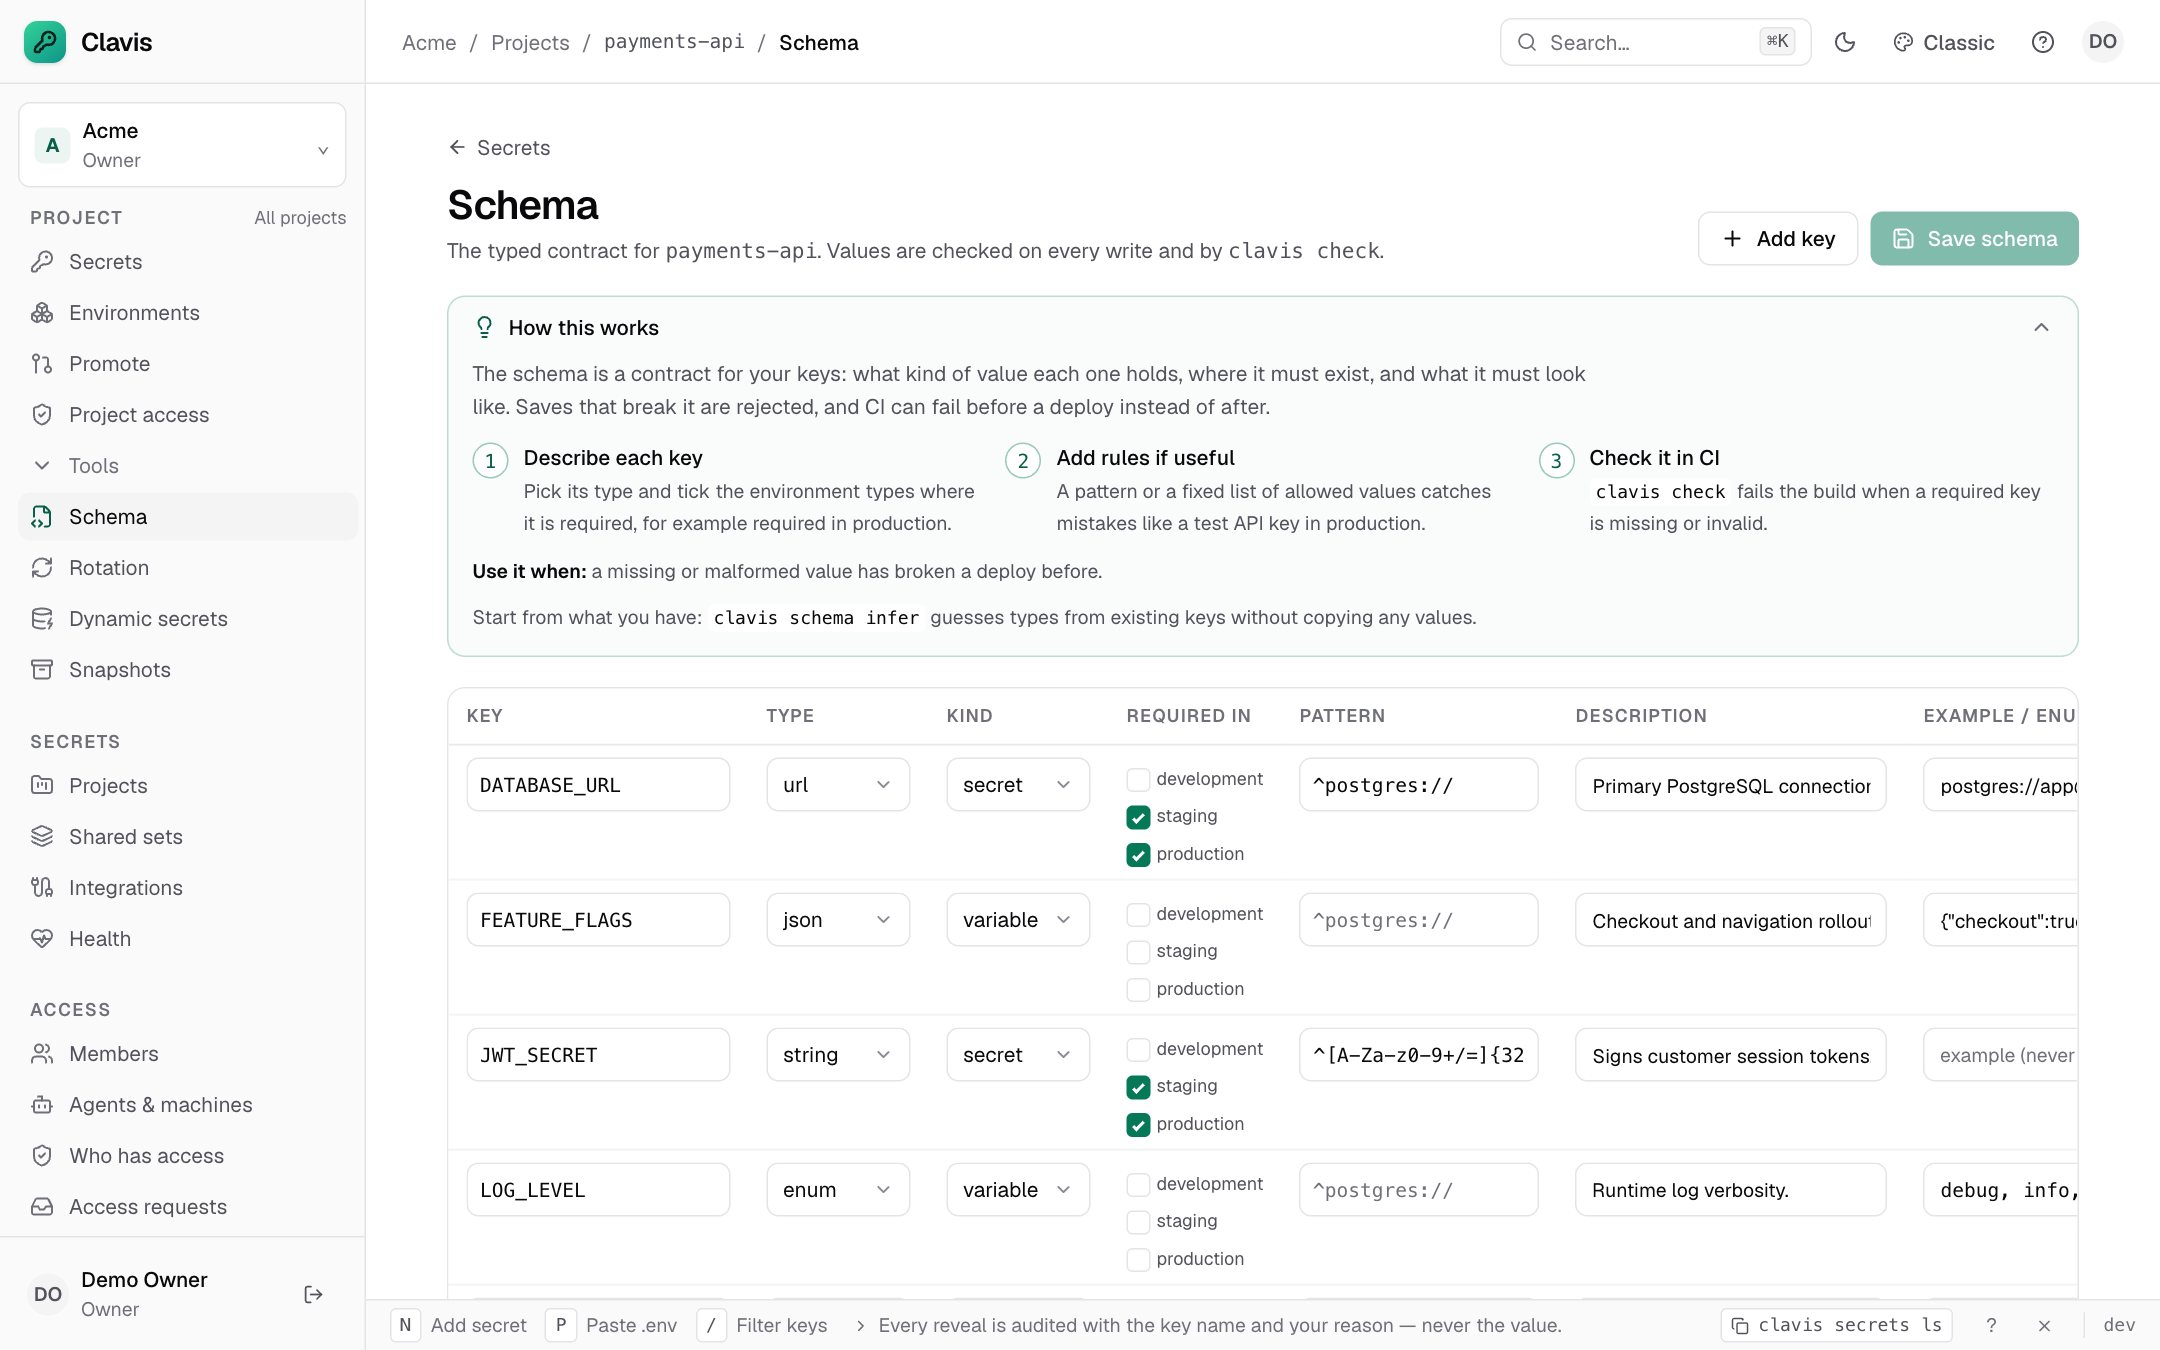 Clavis
Acme / Projects / payments-api / Schema
Search...
⌘K
Classic
DO
A
Acme
Owner
PROJECT
All projects
Secrets
Environments
Promote
Project access
Tools
Schema
Rotation
Dynamic secrets
Snapshots
SECRETS
Projects
Shared sets
Integrations
Health
ACCESS
Members
Agents & machines
Who has access
Access requests
DO
Demo Owner
Owner
← Secrets
Schema
The typed contract for payments-api. Values are checked on every write and by clavis check.
+ Add key
Save schema
How this works
The schema is a contract for your keys: what kind of value each one holds, where it must exist, and what it must look
like. Saves that break it are rejected, and CI can fail before a deploy instead of after.
1
Describe each key
Pick its type and tick the environment types where
it is required, for example required in production.
2
Add rules if useful
A pattern or a fixed list of allowed values catches
mistakes like a test API key in production.
3
Check it in CI
clavis check fails the build when a required key
is missing or invalid.
Use it when: a missing or malformed value has broken a deploy before.
Start from what you have: clavis schema infer guesses types from existing keys without copying any values.
KEY TYPE KIND REQUIRED IN PATTERN DESCRIPTION EXAMPLE / ENU
DATABASE_URL url secret development ^postgres:// Primary PostgreSQL connection postgres://app
staging
production
FEATURE_FLAGS json variable development ^postgres:// Checkout and navigation rollout {"checkout":true
staging
production
JWT_SECRET string secret development ^[A-Za-z0-9+/=]{32 Signs customer session tokens example (never
staging
production
LOG_LEVEL enum variable development ^postgres:// Runtime log verbosity. debug, info,
staging
production
N Add secret P Paste .env / Filter keys › Every reveal is audited with the key name and your reason — never the value.
clavis secrets ls ? × dev